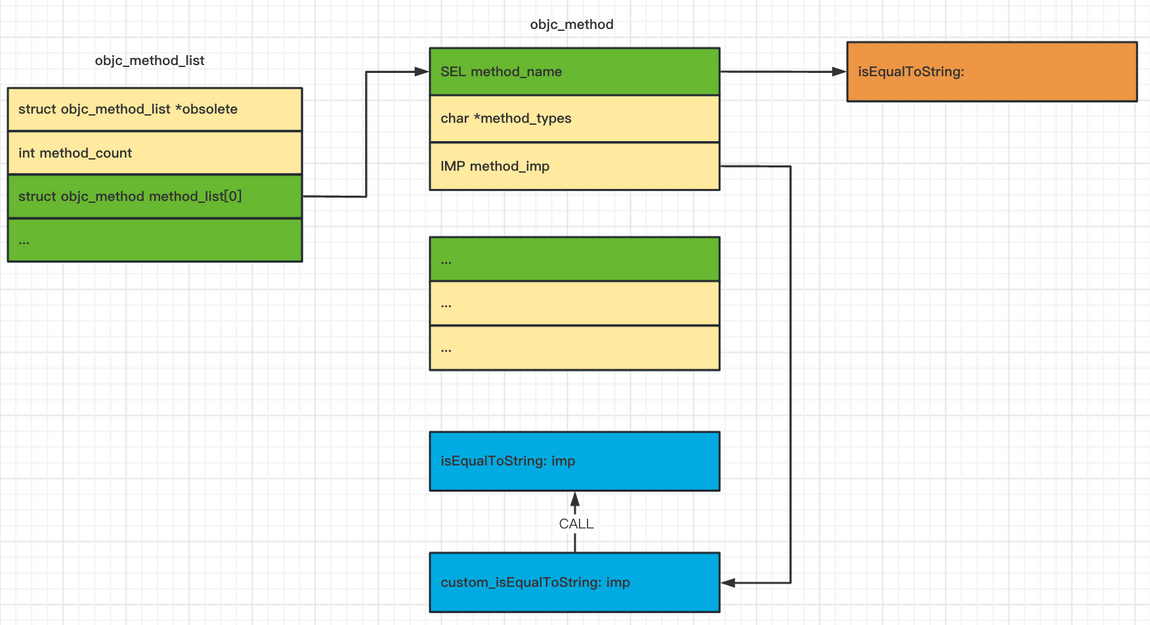 objc_method_list
struct objc_method_list *obsolete
int method_count
struct objc_method method_list[0]
...
objc_method
SEL method_name
char *method_types
IMP method_imp
...
...
...
isEqualToString:
isEqualToString: imp
CALL
custom_isEqualToString: imp